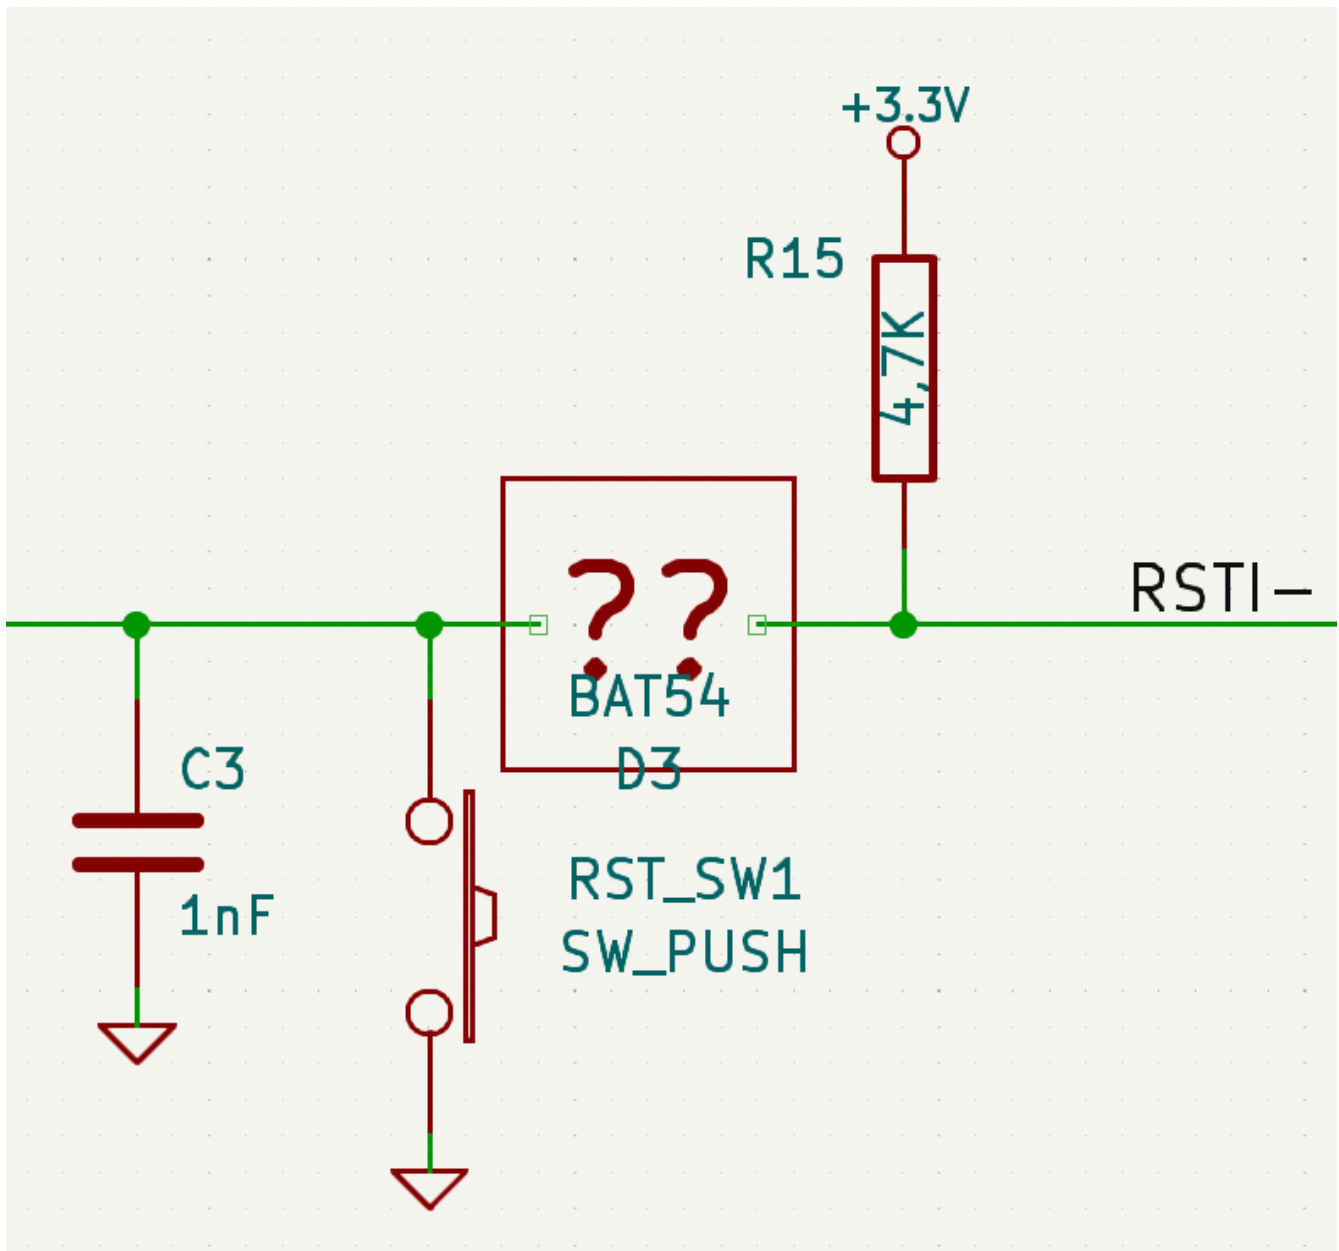 +3.3V
R15
4,7K
RSTI-
??
BAT54
D3
C3
1nF
RST_SW1
SW_PUSH